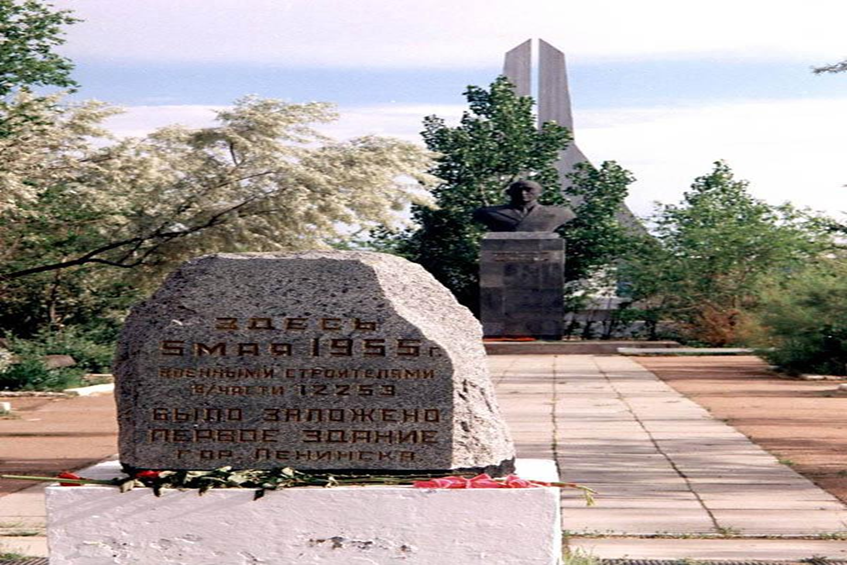 ЗДЕСЬ
5 МАЯ 1955 г.
ВОЕННЫМИ СТРОИТЕЛЯМИ
В/ЧАСТИ 12253
БЫЛО ЗАЛОЖЕНО
ПЕРВОЕ ЗДАНИЕ
ГОР. ЛЕНИНСКА